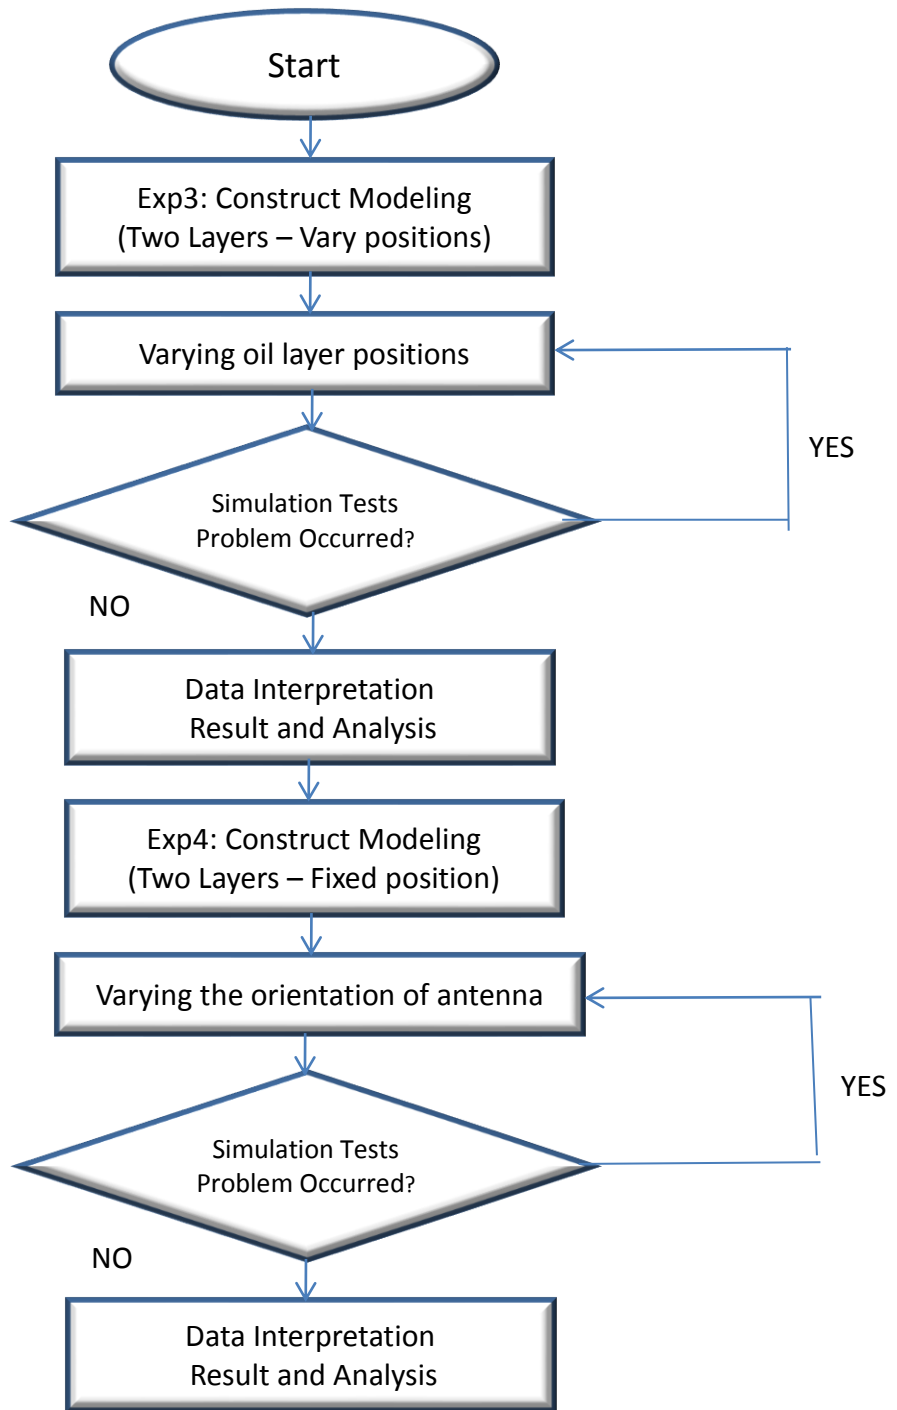 Start
Exp3: Construct Modeling
(Two Layers – Vary positions)
Varying oil layer positions
YES
Simulation Tests
Problem Occurred?
NO
Data Interpretation
Result and Analysis
Exp4: Construct Modeling
(Two Layers – Fixed position)
Varying the orientation of antenna
YES
Simulation Tests
Problem Occurred?
NO
Data Interpretation
Result and Analysis